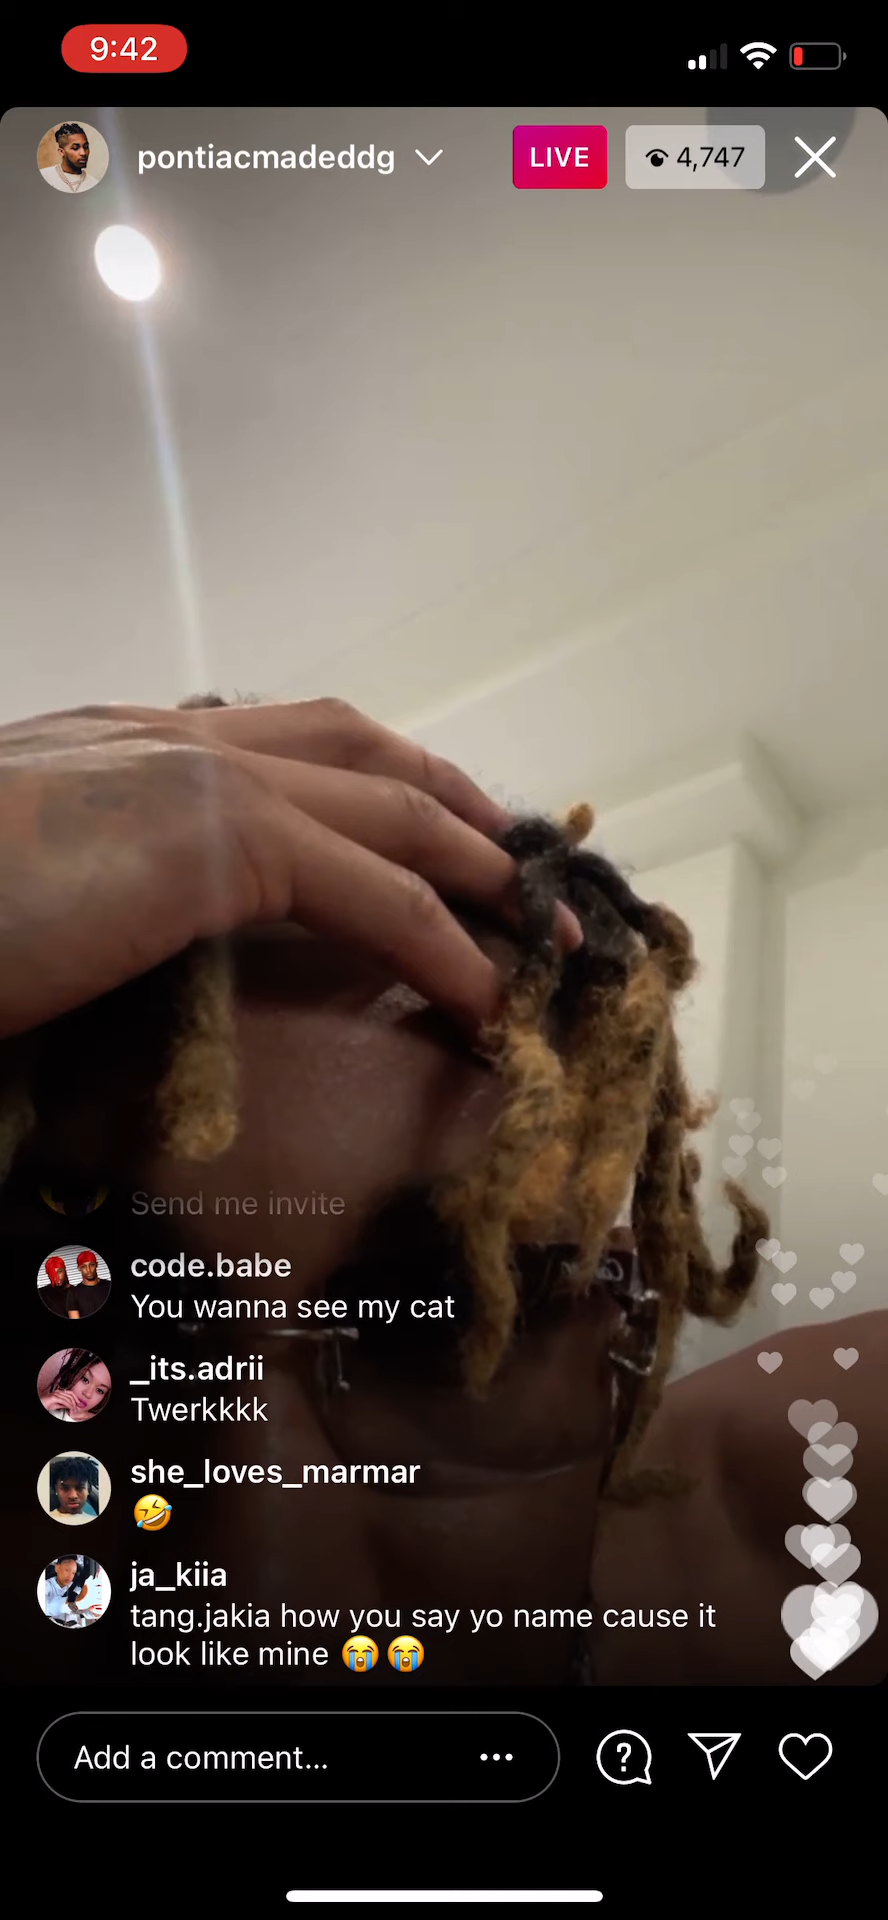 9:42
pontiacmadeddg
LIVE
4,747
Send me invite
code.babe
You wanna see my cat
_its.adrii
Twerkkkk
she_loves_marmar
🤣
ja_kiia
tang.jakia how you say yo name cause it
look like mine 😭😭
Add a comment...